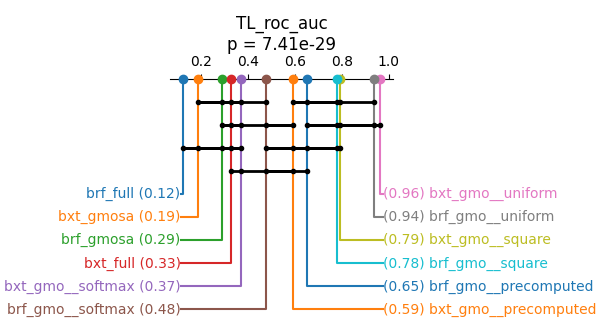 TL_roc_auc
p = 7.41e-29
0.2 0.4 0.6 0.8 1.0
brf_full (0.12) (0.96) bxt_gmo__uniform
bxt_gmosa (0.19) (0.94) brf_gmo__uniform
brf_gmosa (0.29) (0.79) bxt_gmo__square
bxt_full (0.33) (0.78) brf_gmo__square
bxt_gmo__softmax (0.37) (0.65) brf_gmo__precomputed
brf_gmo__softmax (0.48) (0.59) bxt_gmo__precomputed